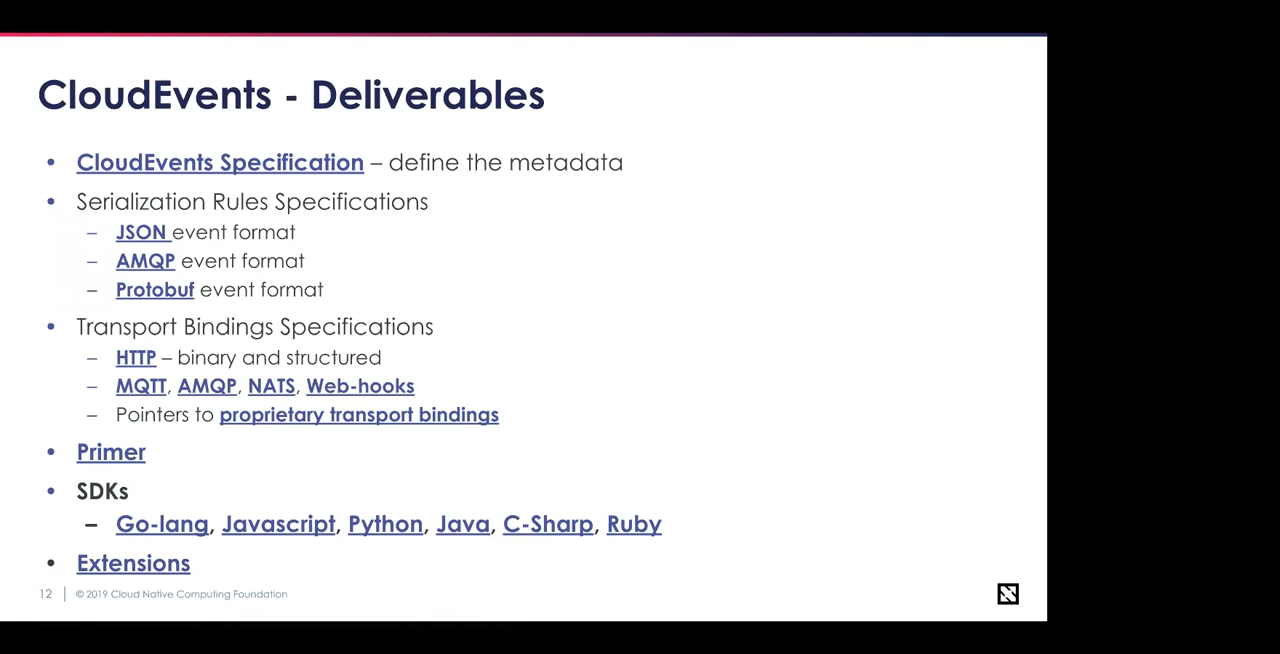 CloudEvents - Deliverables
• CloudEvents Specification – define the metadata
• Serialization Rules Specifications
– JSON event format
– AMQP event format
– Protobuf event format
• Transport Bindings Specifications
– HTTP – binary and structured
– MQTT, AMQP, NATS, Web-hooks
– Pointers to proprietary transport bindings
• Primer
• SDKs
– Go-lang, Javascript, Python, Java, C-Sharp, Ruby
• Extensions
12 | © 2019 Cloud Native Computing Foundation